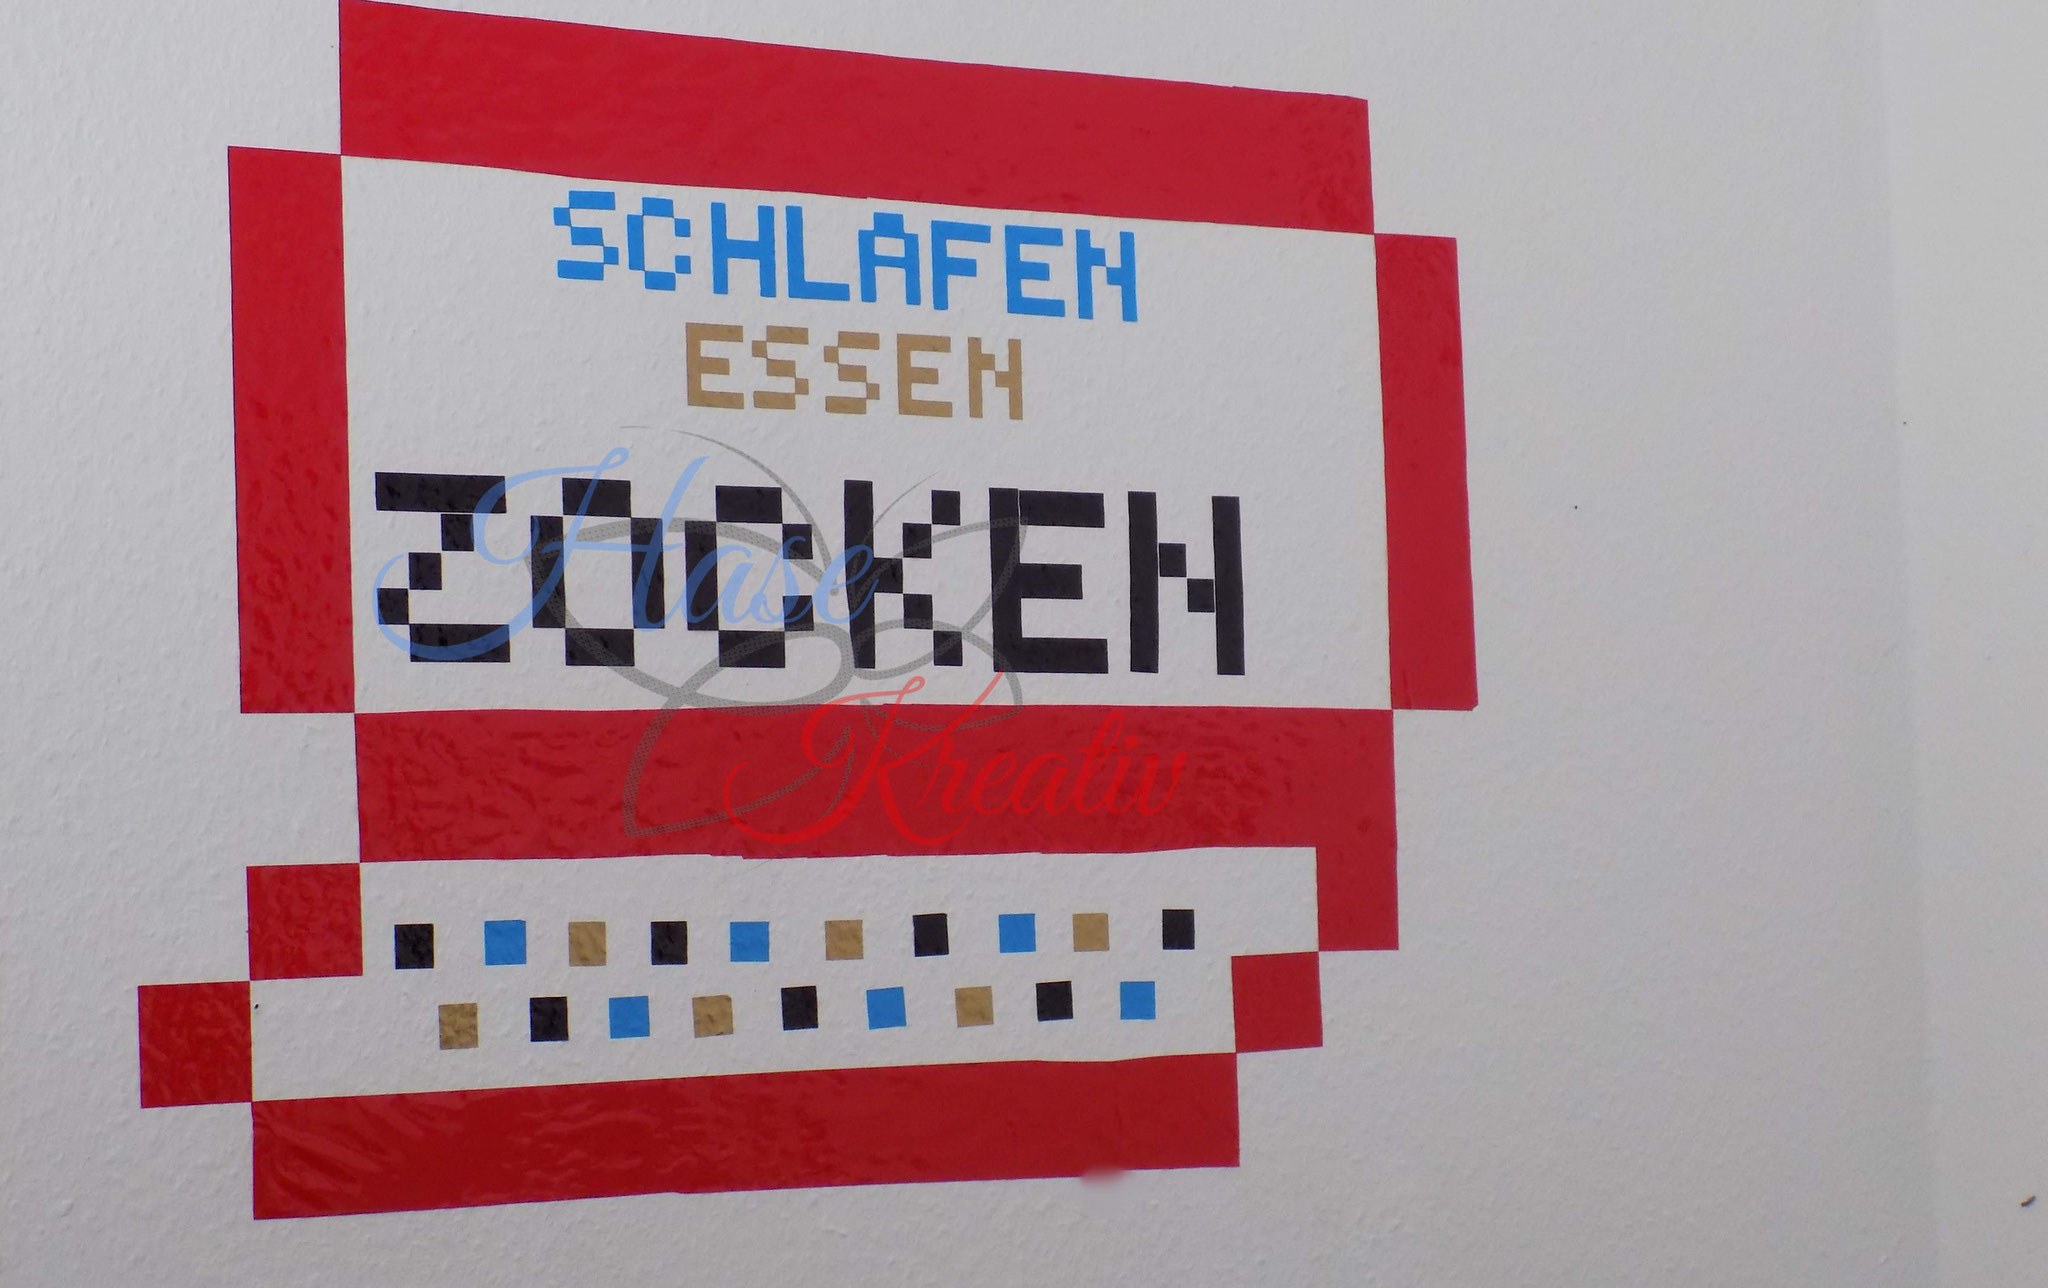 SCHLAFEN
ESSEN
ZOCKEN
Hase
Kreativ